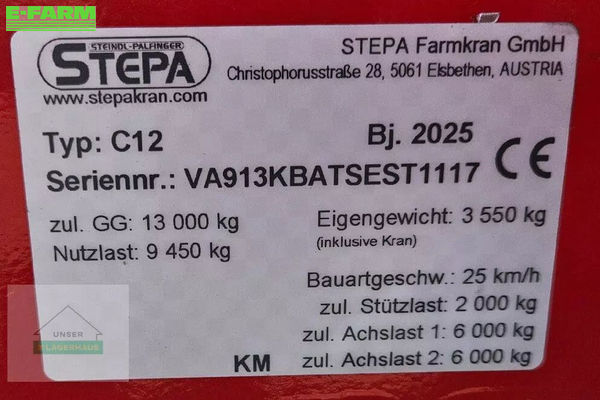 E-FARM
STEINDL-PALFINGER
STEPA
www.stepakran.com
STEPA Farmkran GmbH
Christophorusstraße 28, 5061 Elsbethen, AUSTRIA
Typ: C12
Bj. 2025
Seriennr.: VA913KBATSEST1117
CE
zul. GG: 13 000 kg
Nutzlast: 9 450 kg
Eigengewicht: 3 550 kg
(inklusive Kran)
Bauartgeschw.: 25 km/h
zul. Stützlast: 2 000 kg
zul. Achslast 1: 6 000 kg
KM
zul. Achslast 2: 6 000 kg
UNSER
LAGERHAUS